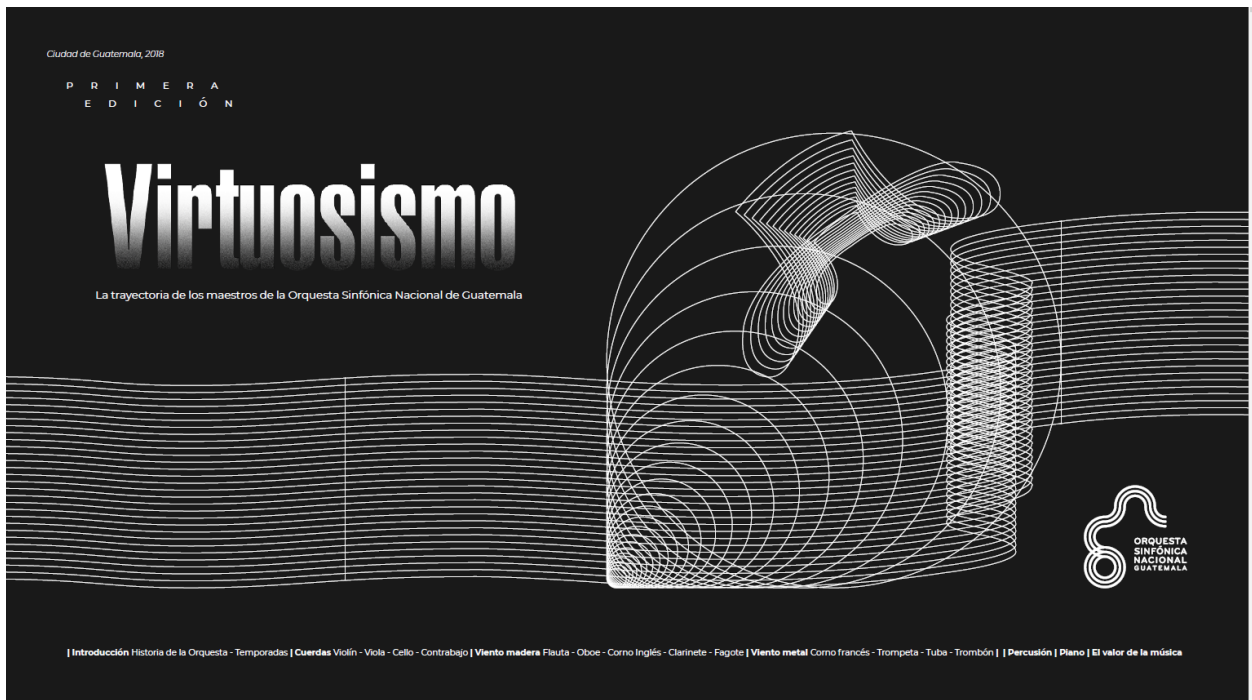 Ciudad de Guatemala, 2018
PRIMERA
EDICIÓN
Virtuosismo
La trayectoria de los maestros de la Orquesta Sinfónica Nacional de Guatemala
ORQUESTA
SINFÓNICA
NACIONAL
GUATEMALA
| Introducción Historia de la Orquesta - Temporadas | Cuerdas Violín - Viola - Cello - Contrabajo | Viento madera Flauta - Oboe - Corno Inglés - Clarinete - Fagote | Viento metal Corno francés - Trompeta - Tuba - Trombón | | Percusión | Piano | El valor de la música